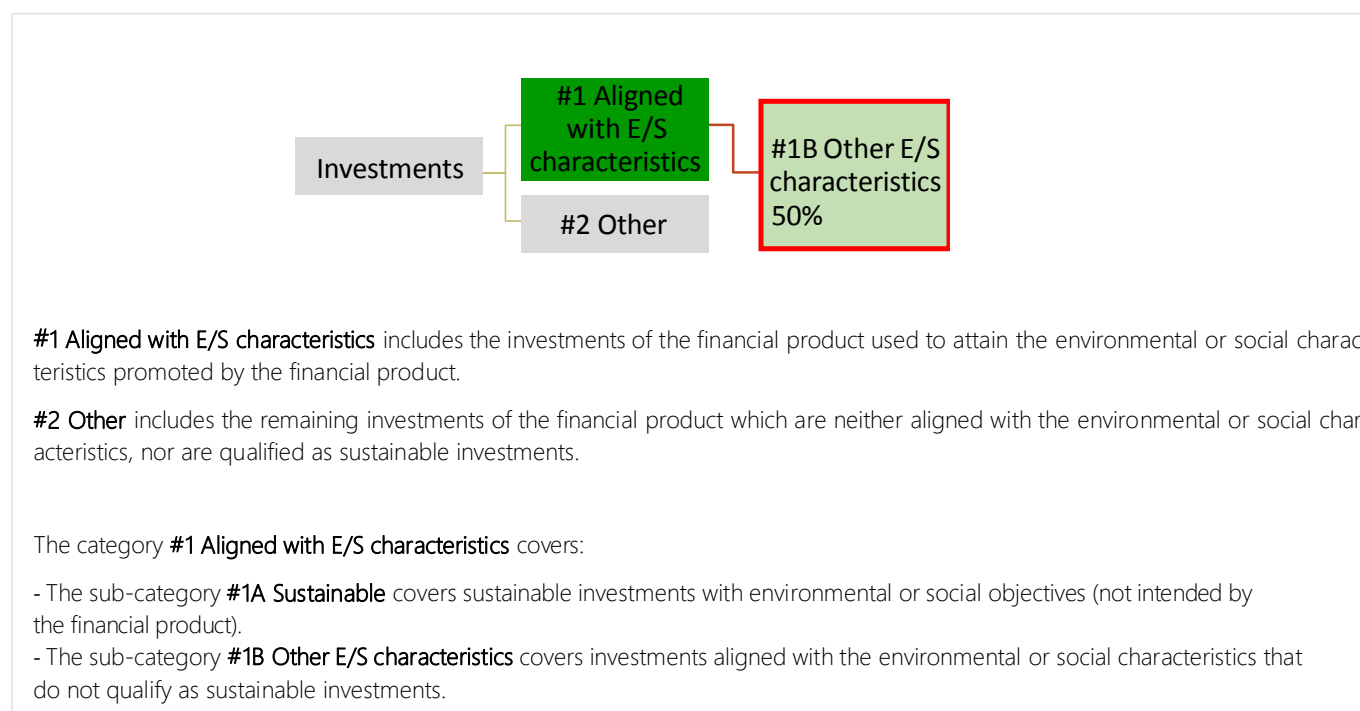 #1 Aligned
with E/S
characteristics
Investments
#1B Other E/S
characteristics
50%
#2 Other
#1 Aligned with E/S characteristics includes the investments of the financial product used to attain the environmental or social charac
teristics promoted by the financial product.
#2 Other includes the remaining investments of the financial product which are neither aligned with the environmental or social char
acteristics, nor are qualified as sustainable investments.
The category #1 Aligned with E/S characteristics covers:
- The sub-category #1A Sustainable covers sustainable investments with environmental or social objectives (not intended by
the financial product).
- The sub-category #1B Other E/S characteristics covers investments aligned with the environmental or social characteristics that
do not qualify as sustainable investments.